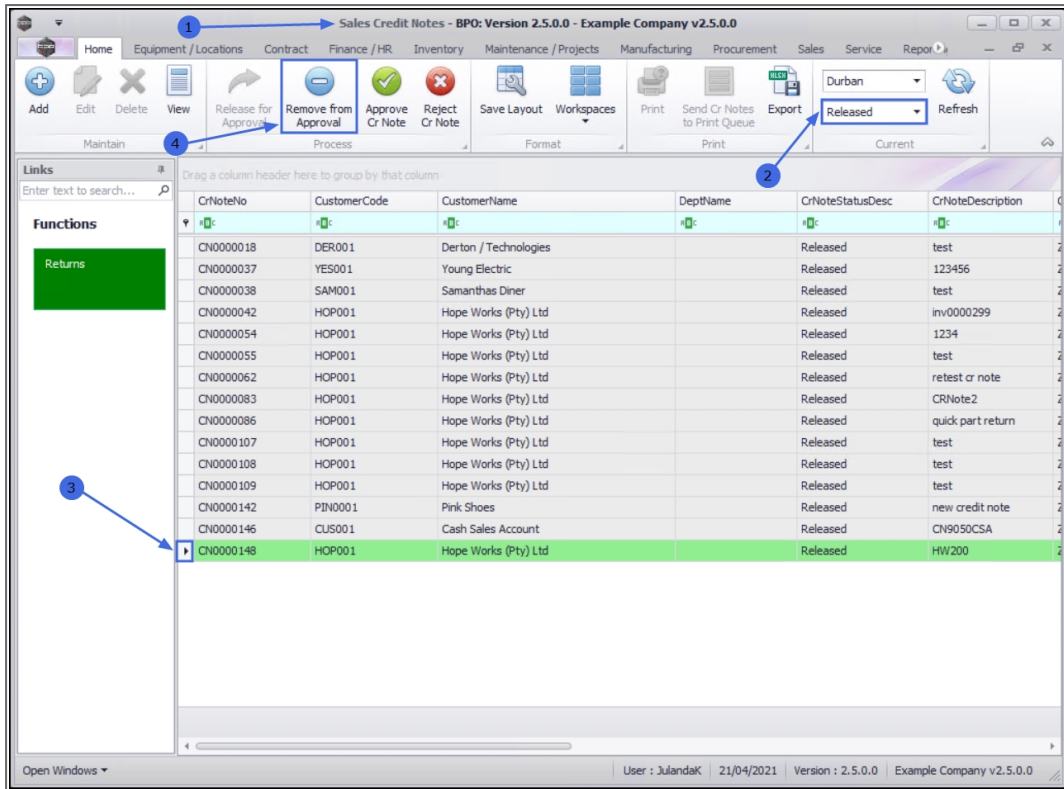 1
Sales Credit Notes - BPO: Version 2.5.0.0 - Example Company v2.5.0.0
Home Equipment / Locations Contract Finance / HR Inventory Maintenance / Projects Manufacturing Procurement Sales Service Repor
Add Edit Delete View Release for Approval Remove from Approval Approve Cr Note Reject Cr Note Save Layout Workspaces Print Send Cr Notes to Print Queue Export Durban Released Refresh
Maintain 4 Process Format Print 2 Current
Links
Drag a column header here to group by that column
Enter text to search...
CrNoteNo CustomerCode CustomerName DeptName CrNoteStatusDesc CrNoteDescription
Functions
Returns
CN0000018 DER001 Derton / Technologies Released test
CN0000037 YES001 Young Electric Released 123456
CN0000038 SAM001 Samanthas Diner Released test
CN0000042 HOP001 Hope Works (Pty) Ltd Released inv0000299
CN0000054 HOP001 Hope Works (Pty) Ltd Released 1234
CN0000055 HOP001 Hope Works (Pty) Ltd Released test
CN0000062 HOP001 Hope Works (Pty) Ltd Released retest cr note
CN0000083 HOP001 Hope Works (Pty) Ltd Released CRNote2
CN0000086 HOP001 Hope Works (Pty) Ltd Released quick part return
CN0000107 HOP001 Hope Works (Pty) Ltd Released test
CN0000108 HOP001 Hope Works (Pty) Ltd Released test
CN0000109 HOP001 Hope Works (Pty) Ltd Released test
3
CN0000142 PIN0001 Pink Shoes Released new credit note
CN0000146 CUS001 Cash Sales Account Released CN9050CSA
CN0000148 HOP001 Hope Works (Pty) Ltd Released HW200
Open Windows User : JulandaK 21/04/2021 Version : 2.5.0.0 Example Company v2.5.0.0